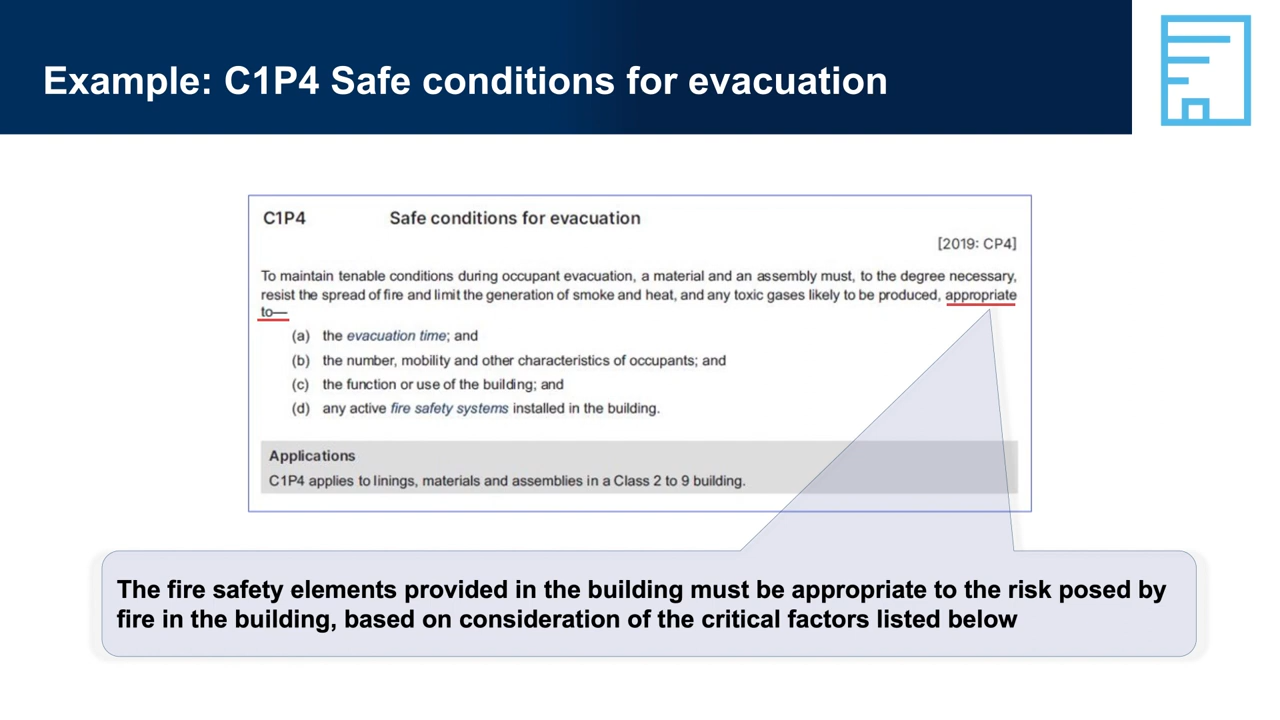 Example: C1P4 Safe conditions for evacuation
C1P4 Safe conditions for evacuation
[2019: CP4]
To maintain tenable conditions during occupant evacuation, a material and an assembly must, to the degree necessary,
resist the spread of fire and limit the generation of smoke and heat, and any toxic gases likely to be produced, appropriate
to—
(a) the evacuation time; and
(b) the number, mobility and other characteristics of occupants; and
(c) the function or use of the building; and
(d) any active fire safety systems installed in the building.
Applications
C1P4 applies to linings, materials and assemblies in a Class 2 to 9 building.
The fire safety elements provided in the building must be appropriate to the risk posed by
fire in the building, based on consideration of the critical factors listed below